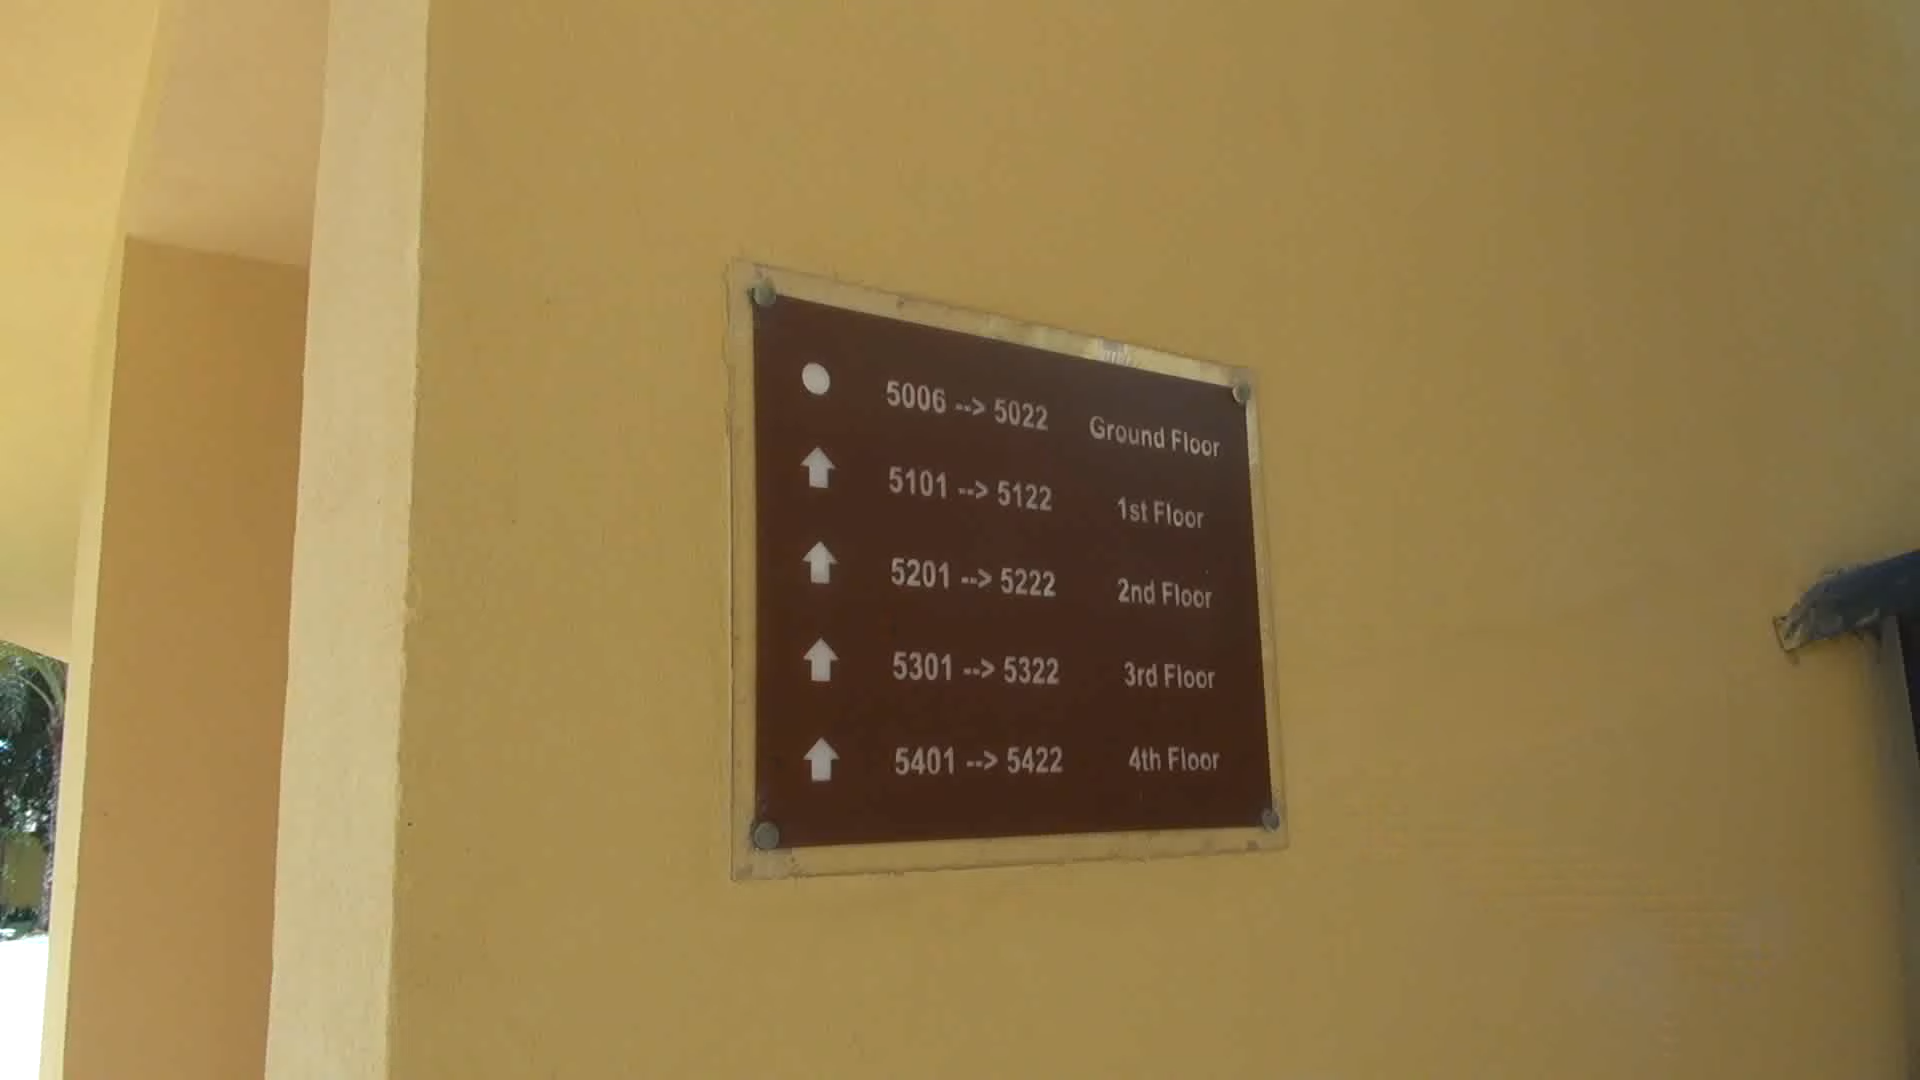 5006 --> 5022 Ground Floor
5101 --> 5122 1st Floor
5201 --> 5222 2nd Floor
5301 --> 5322 3rd Floor
5401 --> 5422 4th Floor